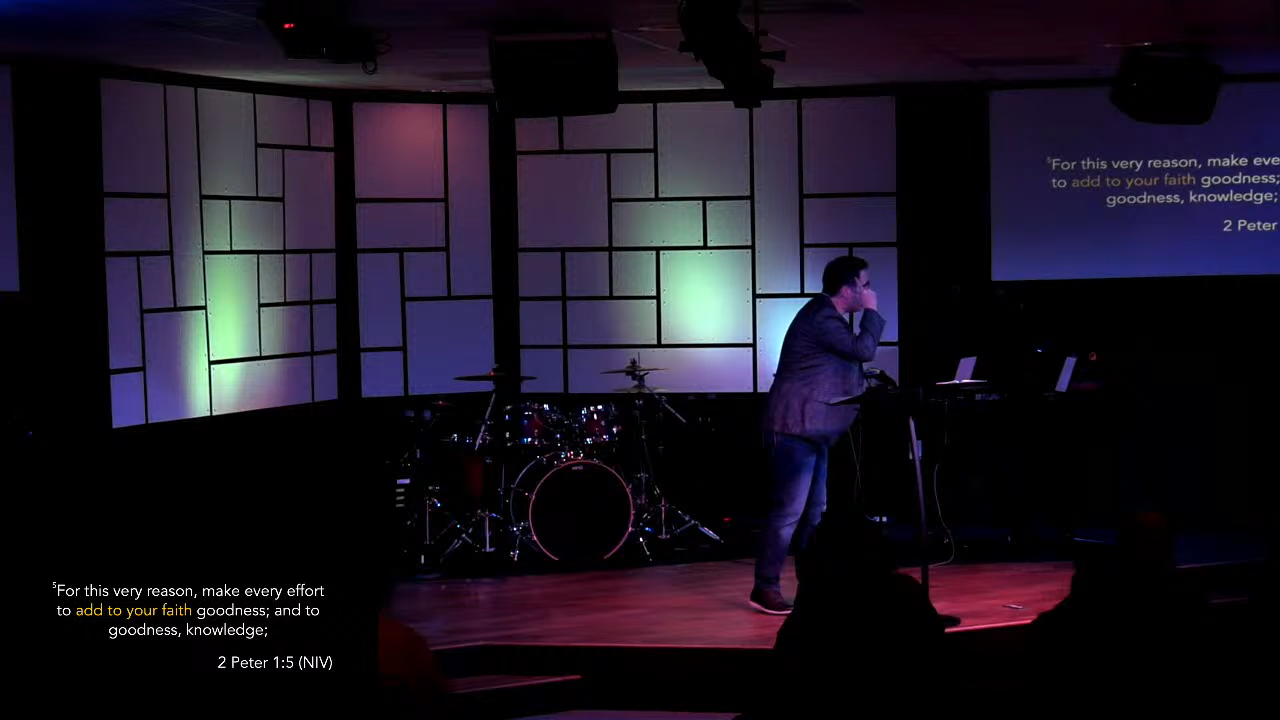 ⁵For this very reason, make eve
to add to your faith goodness;
goodness, knowledge;
2 Peter
⁵For this very reason, make every effort
to add to your faith goodness; and to
goodness, knowledge;
2 Peter 1:5 (NIV)